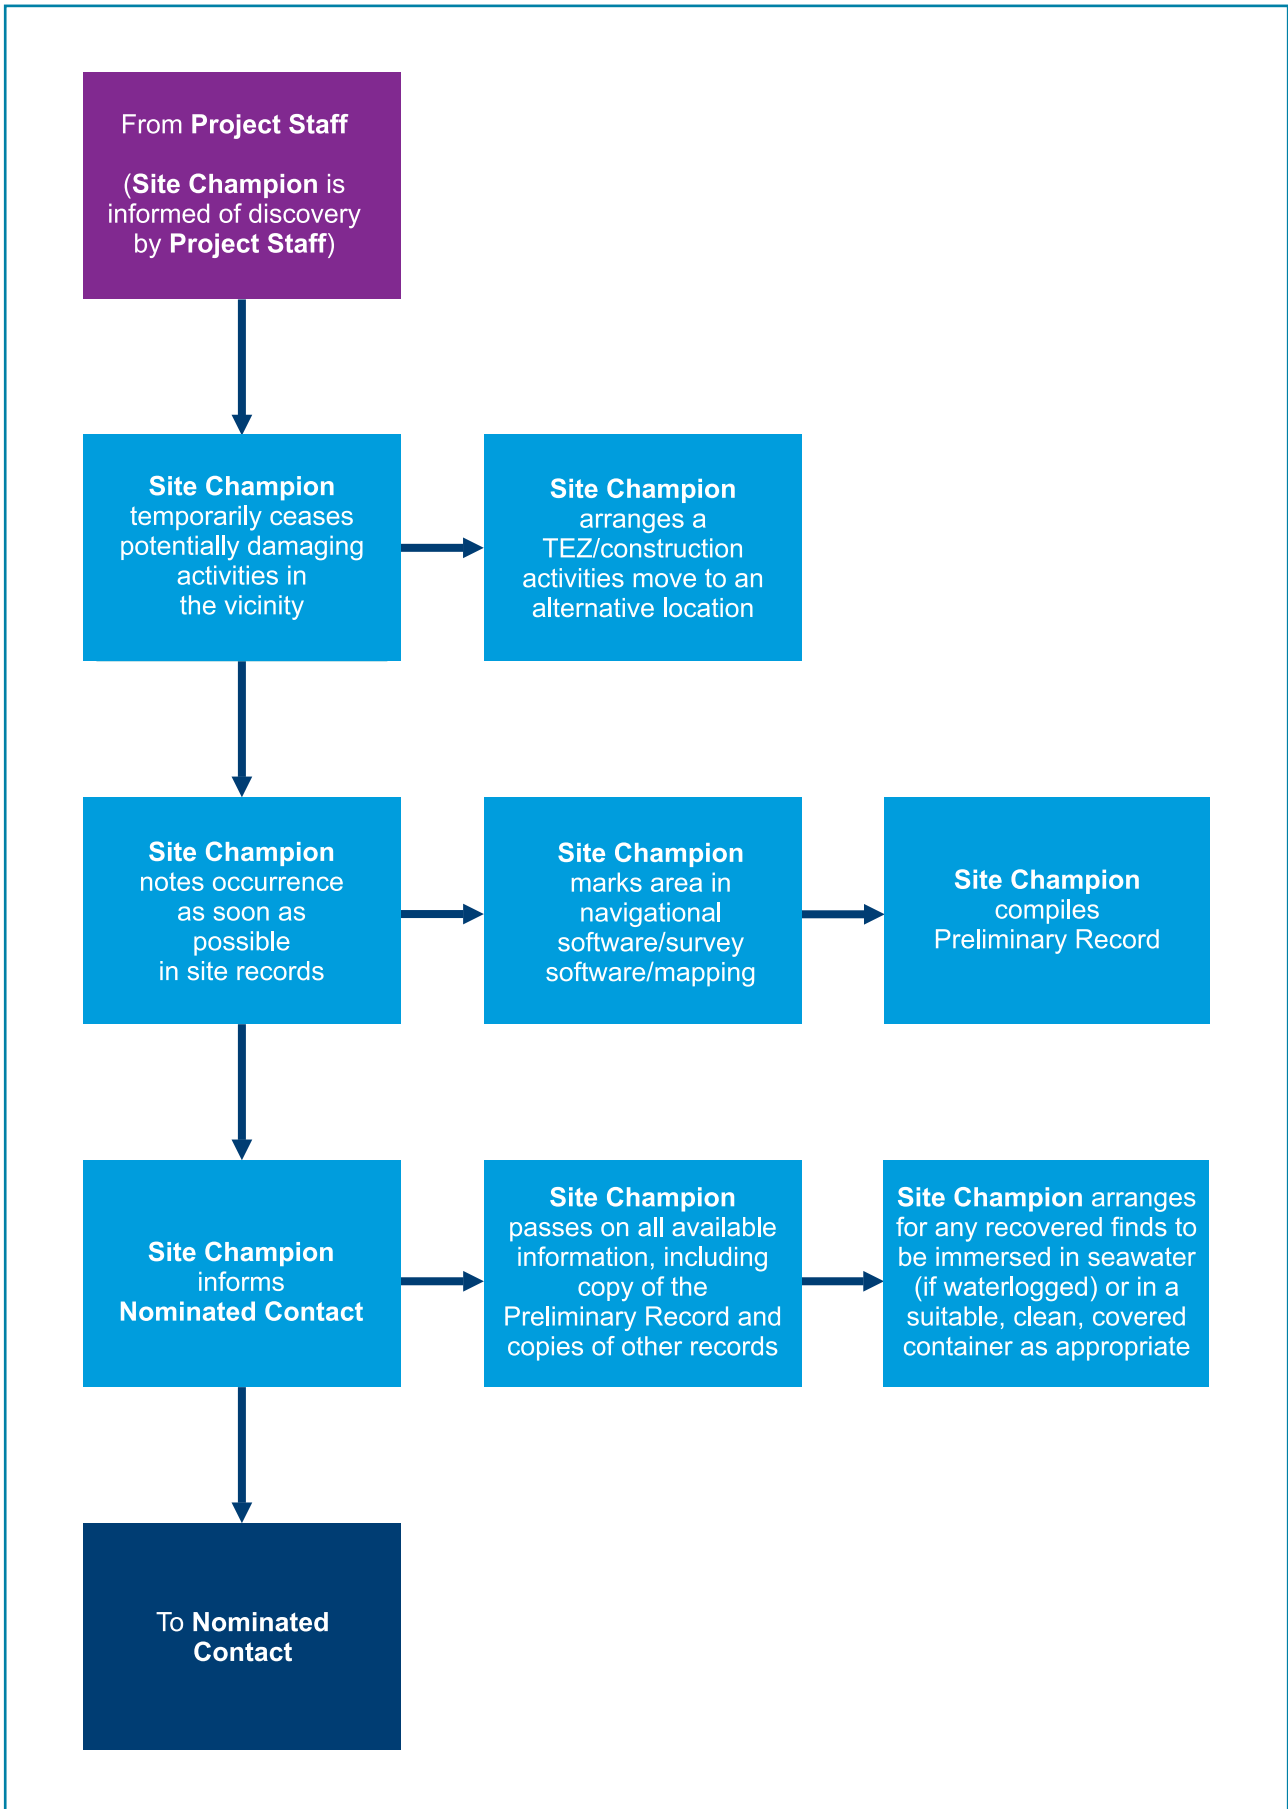 From Project Staff
(Site Champion is
informed of discovery
by Project Staff)
Site Champion
temporarily ceases
potentially damaging
activities in
the vicinity
Site Champion
arranges a
TEZ/construction
activities move to an
alternative location
Site Champion
notes occurrence
as soon as
possible
in site records
Site Champion
marks area in
navigational
software/survey
software/mapping
Site Champion
compiles
Preliminary Record
Site Champion
informs
Nominated Contact
Site Champion
passes on all available
information, including
copy of the
Preliminary Record and
copies of other records
Site Champion arranges
for any recovered finds to
be immersed in seawater
(if waterlogged) or in a
suitable, clean, covered
container as appropriate
To Nominated
Contact